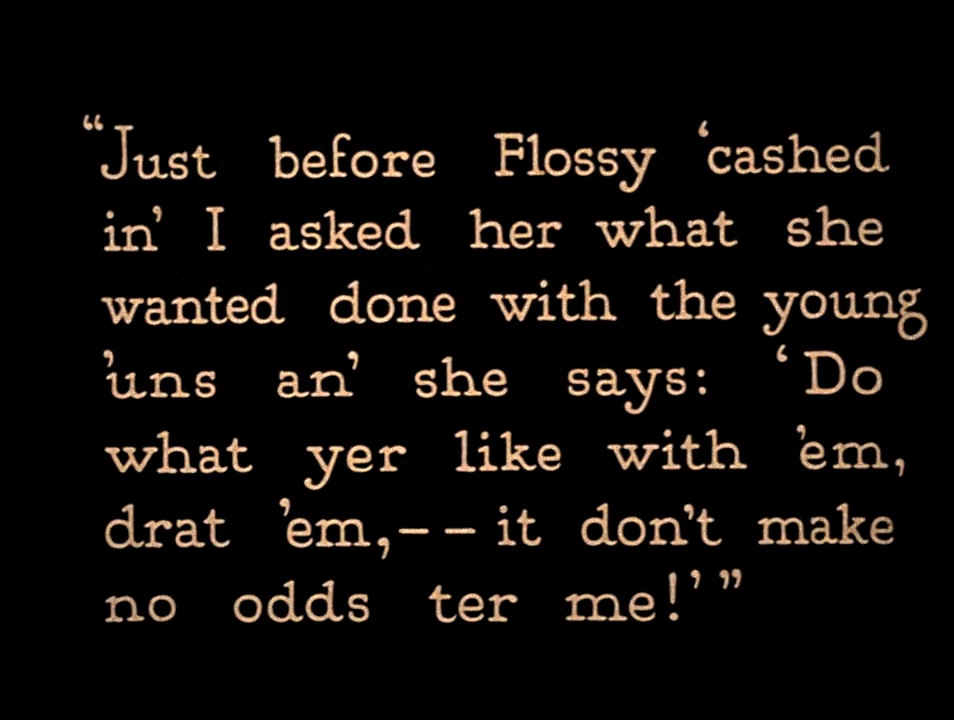 “Just before Flossy ‘cashed
in’ I asked her what she
wanted done with the young
’uns an’ she says: ‘Do
what yer like with ’em,
drat ’em,–– it don’t make
no odds ter me!’”